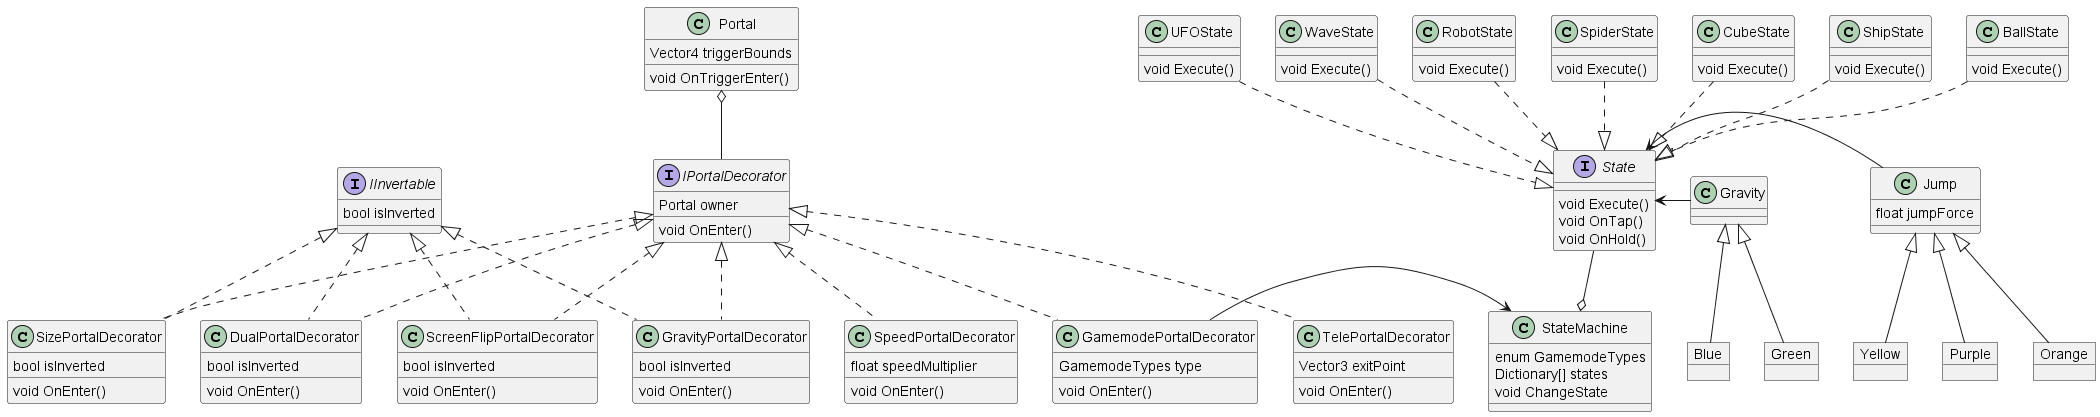 C Portal
Vector4 triggerBounds
void OnTriggerEnter()
C UFOState
void Execute()
C WaveState
void Execute()
C RobotState
void Execute()
C SpiderState
void Execute()
C CubeState
void Execute()
C ShipState
void Execute()
C BallState
void Execute()
I IInvertable
bool isInverted
I IPortalDecorator
Portal owner
void OnEnter()
I State
void Execute()
void OnTap()
void OnHold()
C Gravity
C Jump
float jumpForce
C SizePortalDecorator
bool isInverted
void OnEnter()
C DualPortalDecorator
bool isInverted
void OnEnter()
C ScreenFlipPortalDecorator
bool isInverted
void OnEnter()
C GravityPortalDecorator
bool isInverted
void OnEnter()
C SpeedPortalDecorator
float speedMultiplier
void OnEnter()
C GamemodePortalDecorator
GamemodeTypes type
void OnEnter()
C TelePortalDecorator
Vector3 exitPoint
void OnEnter()
C StateMachine
enum GamemodeTypes
Dictionary[] states
void ChangeState
Blue
Green
Yellow
Purple
Orange